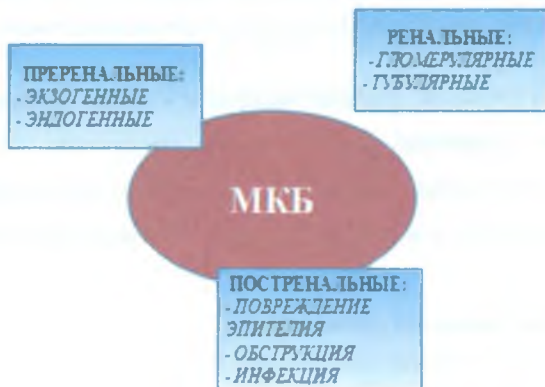 ПРЕРЕНАЛЬНЫЕ:
- ЭКЗОГЕННЫЕ
- ЭНДОГЕННЫЕ
РЕНАЛЬНЫЕ:
- ГЛОМЕРУЛЯРНЫЕ
- ТУБУЛЯРНЫЕ
МКБ
ПОСТРЕНАЛЬНЫЕ:
- ПОВРЕЖДЕНИЕ
ЭПИТЕЛИЯ
- ОБСТРУКЦИЯ
- ИНФЕКЦИЯ